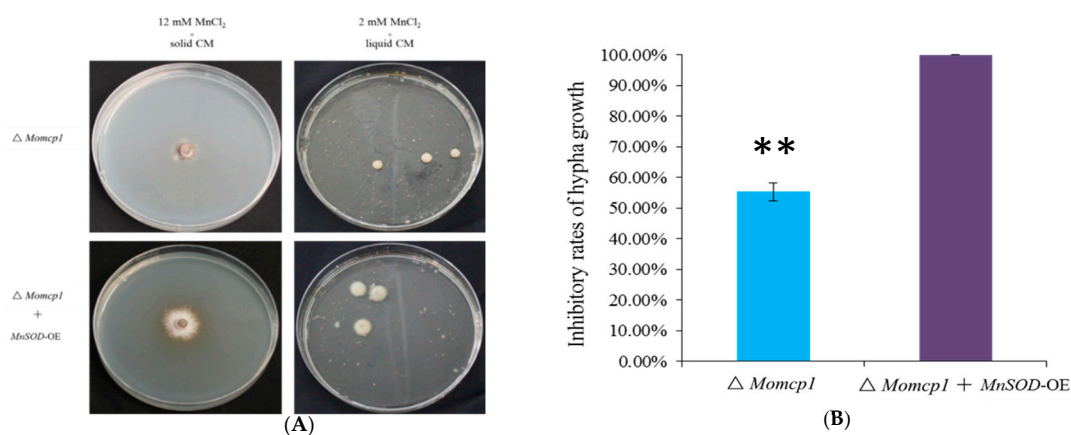 12 mM MnCl₂
+
solid CM
2 mM MnCl₂
+
liquid CM
△ Momcp1
△ Momcp1
+
MnSOD-OE
(A)
Inhibitory rates of hypha growth
100.00%
90.00%
80.00%
70.00%
60.00%
50.00%
40.00%
30.00%
20.00%
10.00%
0.00%
**
△ Momcp1
△ Momcp1 + MnSOD-OE
(B)